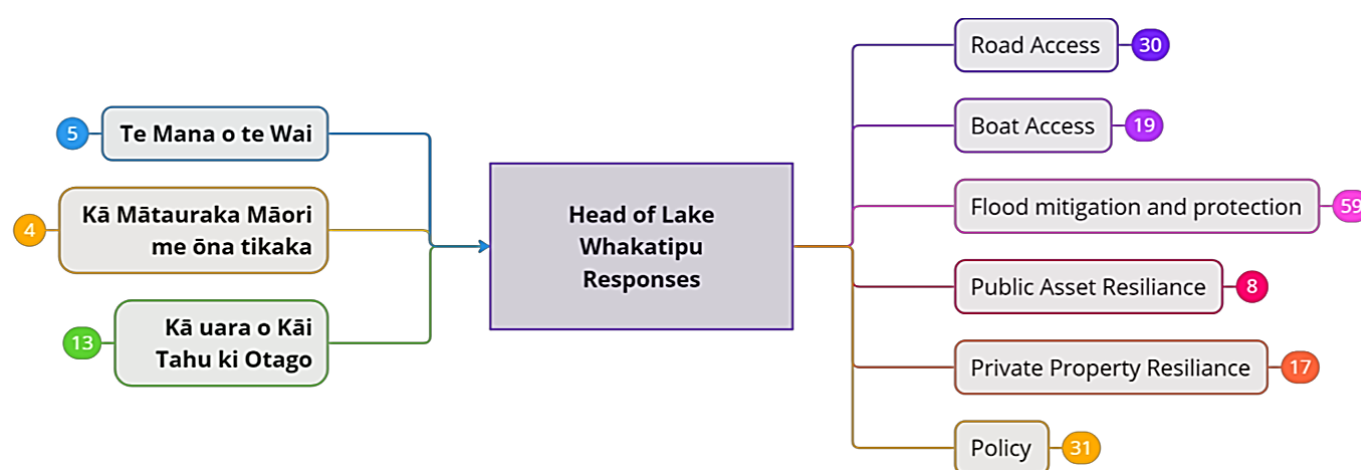 5
Te Mana o te Wai
4
Kā Mātauraka Māori
me ōna tikaka
13
Kā uara o Kāi
Tahu ki Otago
Head of Lake
Whakatipu
Responses
Road Access
30
Boat Access
19
Flood mitigation and protection
59
Public Asset Resiliance
8
Private Property Resiliance
17
Policy
31